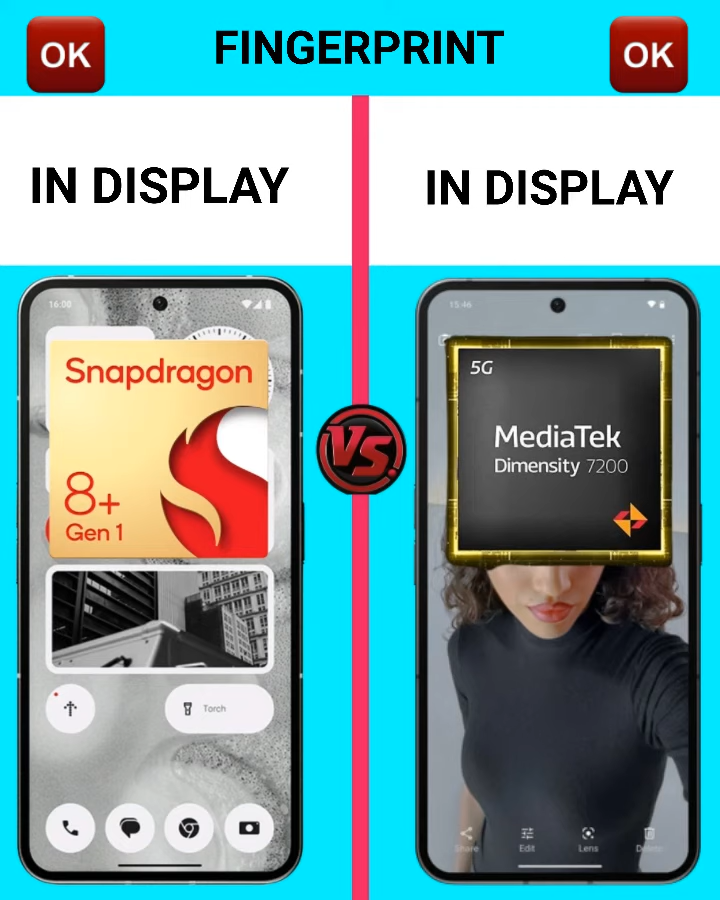 OK
FINGERPRINT
OK
IN DISPLAY
IN DISPLAY
16:00
15:46
Snapdragon
8+
Gen 1
VS.
5G
MediaTek
Dimensity 7200
Torch
Share
Edit
Lens
Delete